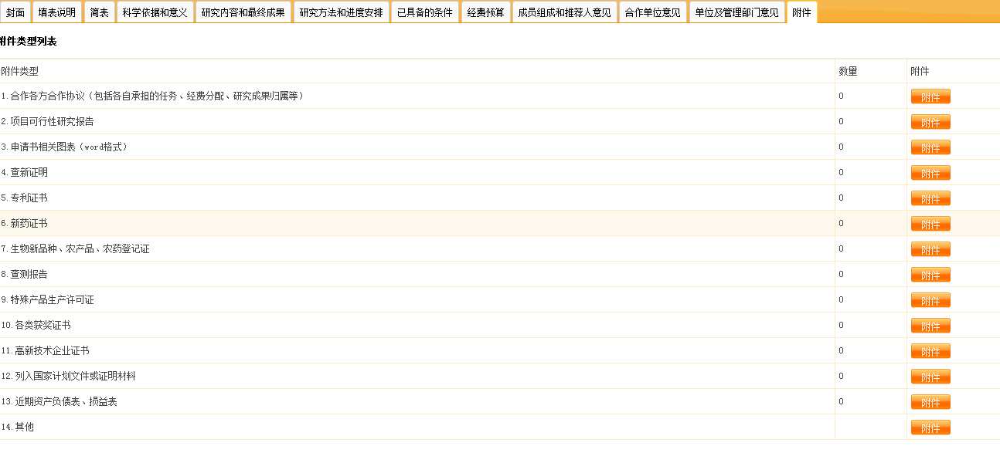 封面 填表说明 简表 科学依据和意义 研究内容和最终成果 研究方法和进度安排 已具备的条件 经费预算 成员组成和推荐人意见 合作单位意见 单位及管理部门意见 附件
附件类型列表
附件类型 数量 附件
1.合作各方合作协议（包括各自承担的任务、经费分配、研究成果归属等） 0 附件
2.项目可行性研究报告 0 附件
3.申请书相关图表（word格式） 0 附件
4.查新证明 0 附件
5.专利证书 0 附件
6.新药证书 0 附件
7.生物新品种、农产品、农药登记证 0 附件
8.查测报告 0 附件
9.特殊产品生产许可证 0 附件
10.各类获奖证书 0 附件
11.高新技术企业证书 0 附件
12.列入国家计划文件或证明材料 0 附件
13.近期资产负债表、损益表 0 附件
14.其他 附件